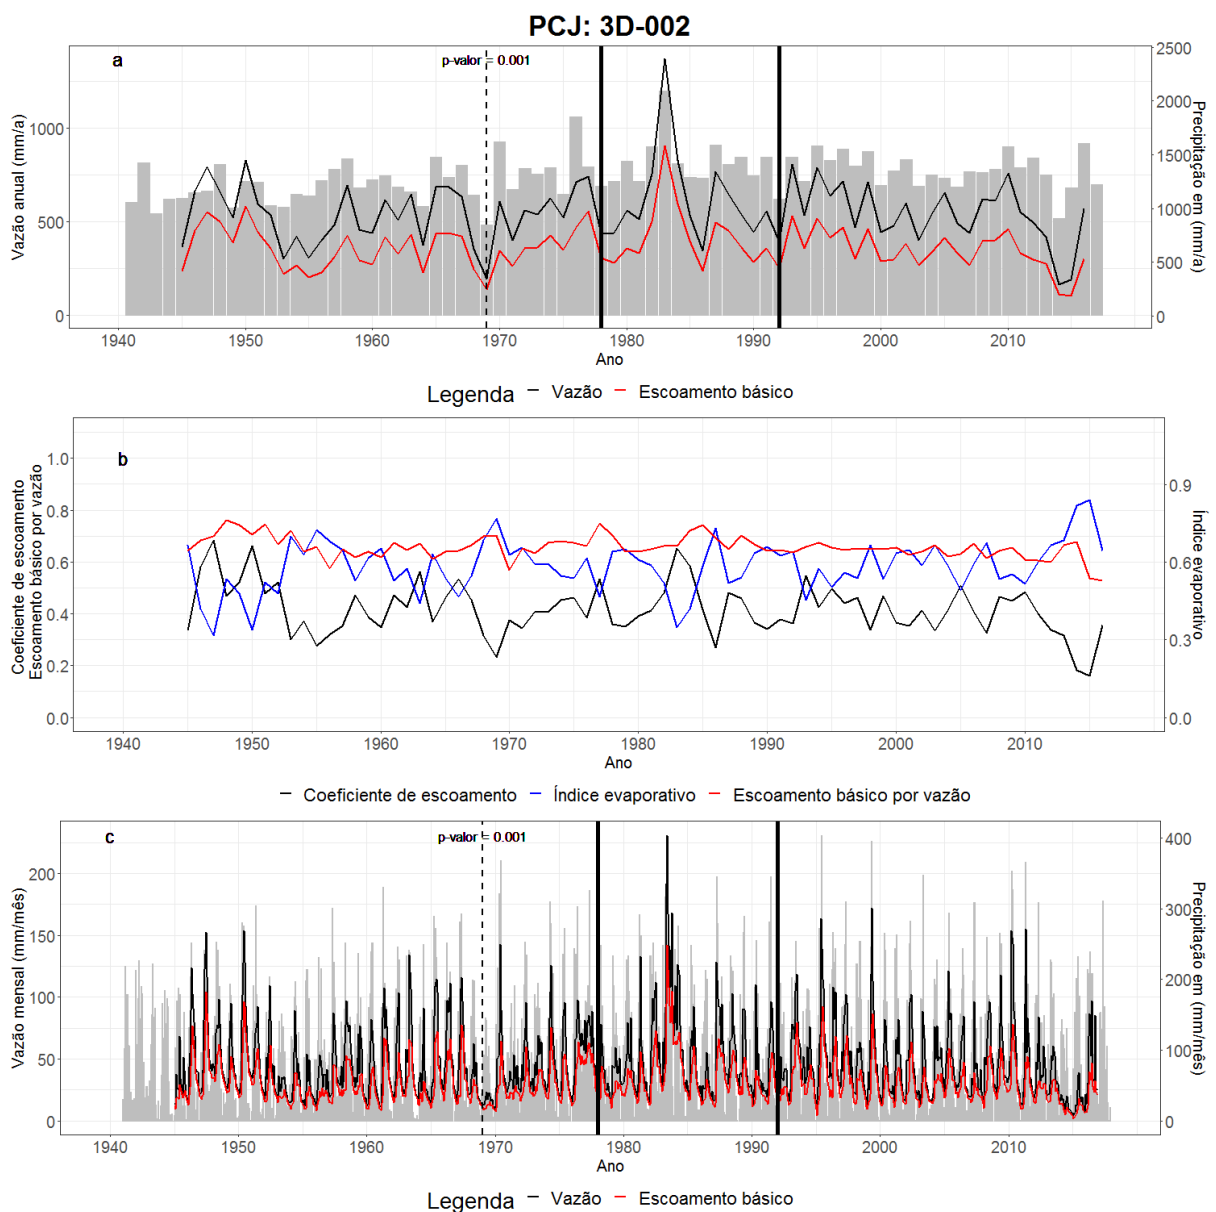 PCJ: 3D-002
a
p-valor = 0.001
Vazão anual (mm/a)
1000
500
0
2500
2000
1500
1000
500
0
Precipitação em (mm/a)
1940 1950 1960 1970 1980 1990 2000 2010
Ano
Legenda Vazão Escoamento básico
b
Coeficiente de escoamento
Escoamento básico por vazão
1.0
0.8
0.6
0.4
0.2
0.0
0.9
0.6
0.3
0.0
Índice evaporativo
1940 1950 1960 1970 1980 1990 2000 2010
Ano
Coeficiente de escoamento Índice evaporativo Escoamento básico por vazão
c
p-valor = 0.001
Vazão mensal (mm/mês)
200
150
100
50
0
400
300
200
100
0
Precipitação em (mm/mês)
1940 1950 1960 1970 1980 1990 2000 2010
Ano
Legenda Vazão Escoamento básico